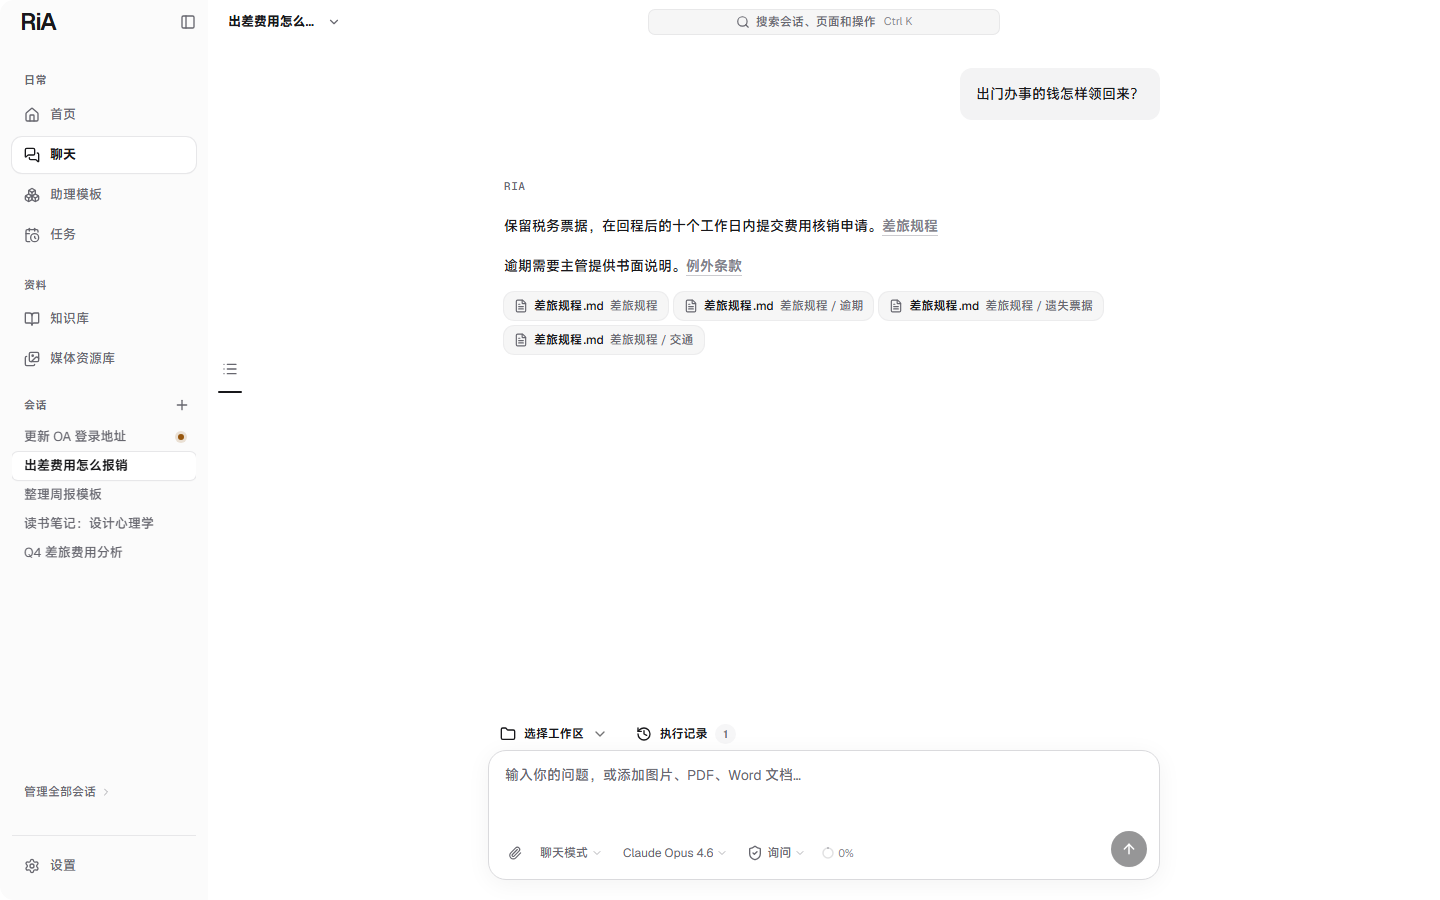 RiA
出差费用怎么...
搜索会话、页面和操作 Ctrl K
日常
首页
聊天
助理模板
任务
资料
知识库
媒体资源库
会话
更新 OA 登录地址
出差费用怎么报销
整理周报模板
读书笔记：设计心理学
Q4 差旅费用分析
管理全部会话
设置
出门办事的钱怎样领回来？
RIA
保留税务票据，在回程后的十个工作日内提交费用核销申请。差旅规程
逾期需要主管提供书面说明。例外条款
差旅规程.md 差旅规程
差旅规程.md 差旅规程 / 逾期
差旅规程.md 差旅规程 / 遗失票据
差旅规程.md 差旅规程 / 交通
选择工作区
执行记录 1
输入你的问题，或添加图片、PDF、Word 文档...
聊天模式
Claude Opus 4.6
询问
0%